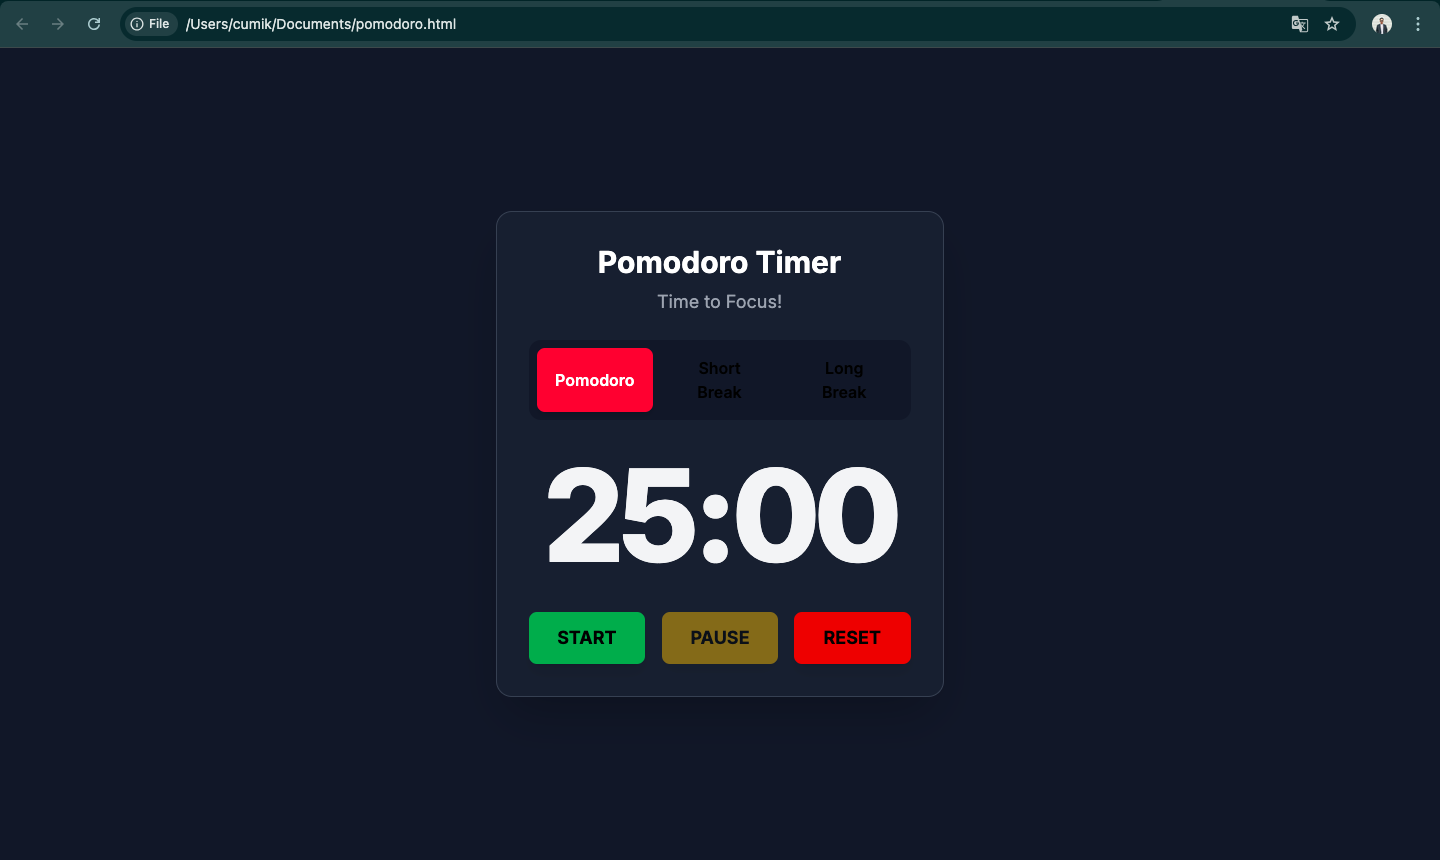 File /Users/cumik/Documents/pomodoro.html
Pomodoro Timer
Time to Focus!
Pomodoro
Short
Break
Long
Break
25:00
START PAUSE RESET